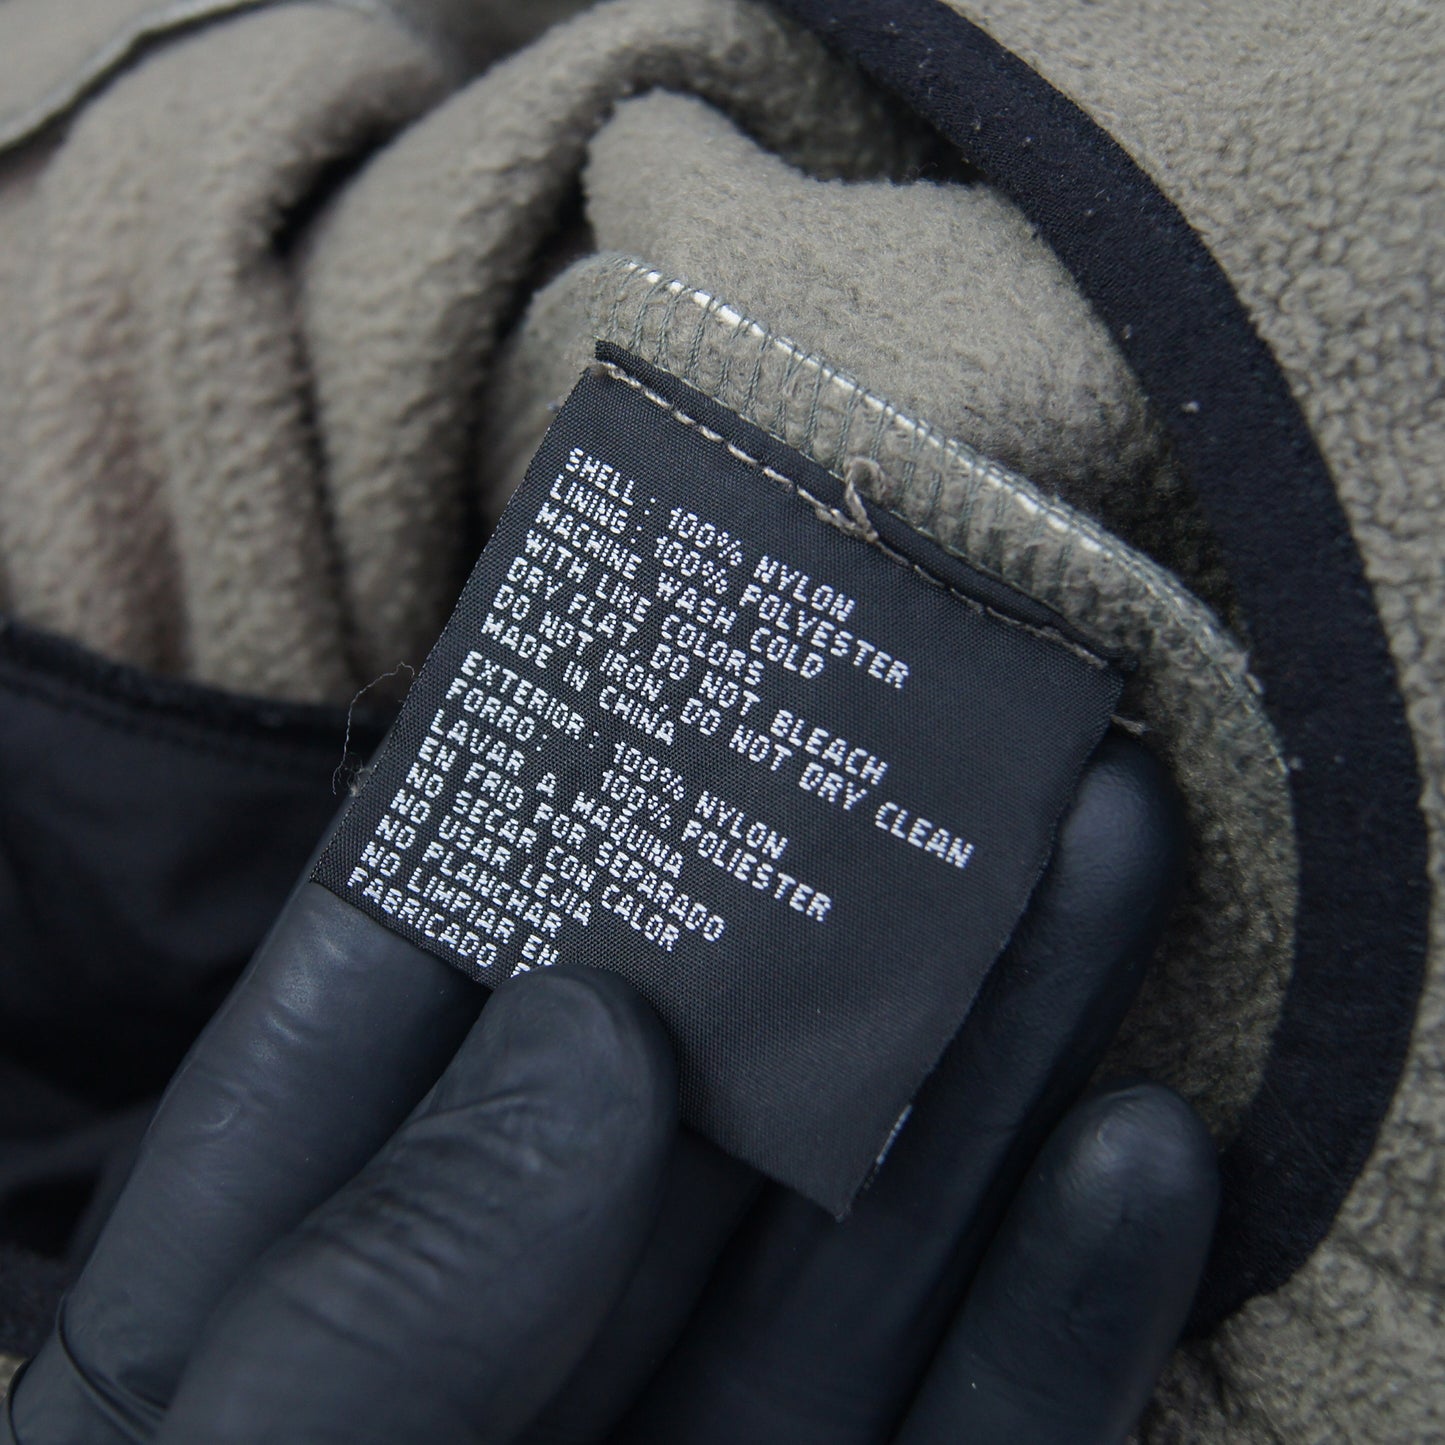 SHELL: 100% NYLON
LINING: 100% POLYESTER
MACHINE WASH COLD
WITH LIKE COLORS
DRY FLAT, DO NOT BLEACH
DO NOT IRON, DO NOT DRY CLEAN
MADE IN CHINA
EXTERIOR: 100% NYLON
FORRO: 100% POLIESTER
LAVAR A MAQUINA
EN FRIO POR SEPARADO
NO SECAR CON CALOR
NO USAR LEJIA
NO PLANCHAR
NO LIMPIAR EN
FABRICADO